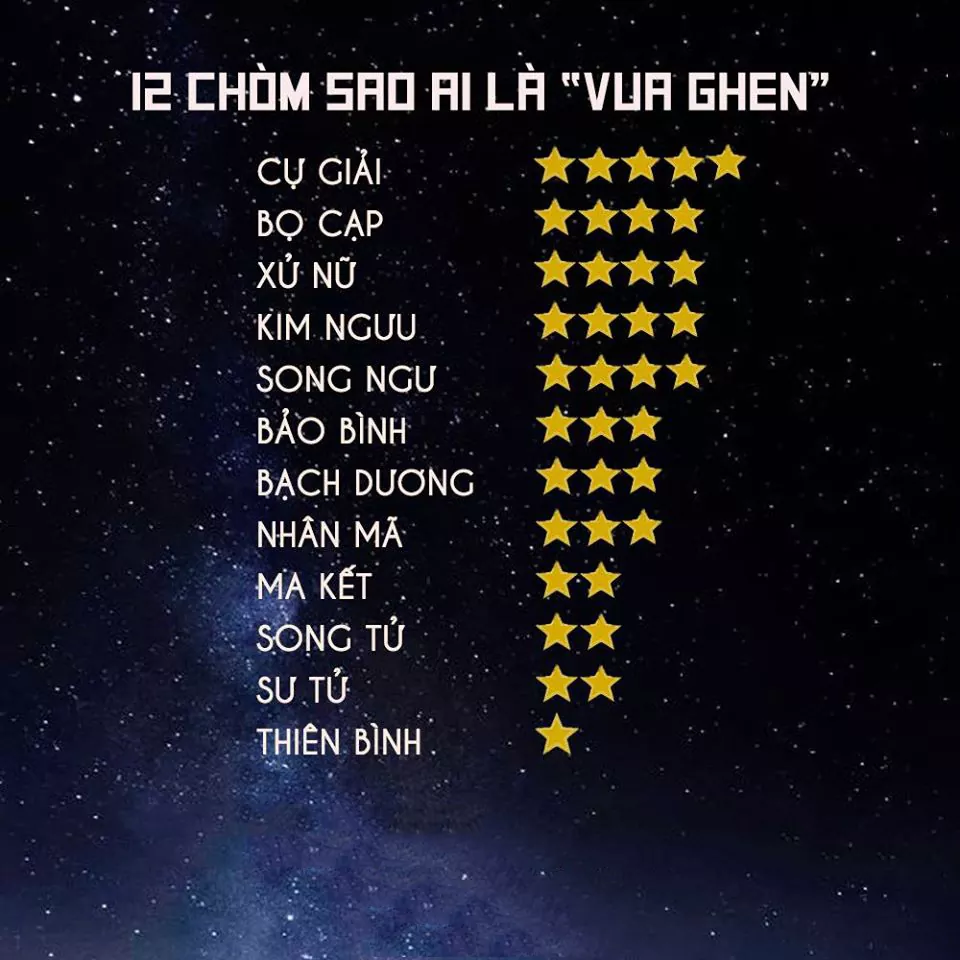 12 CHÒM SAO AI LÀ “VUA GHEN”
CỰ GIẢI
BỌ CẠP
XỬ NỮ
KIM NGƯU
SONG NGƯ
BẢO BÌNH
BẠCH DƯƠNG
NHÂN MÃ
MA KẾT
SONG TỬ
SƯ TỬ
THIÊN BÌNH